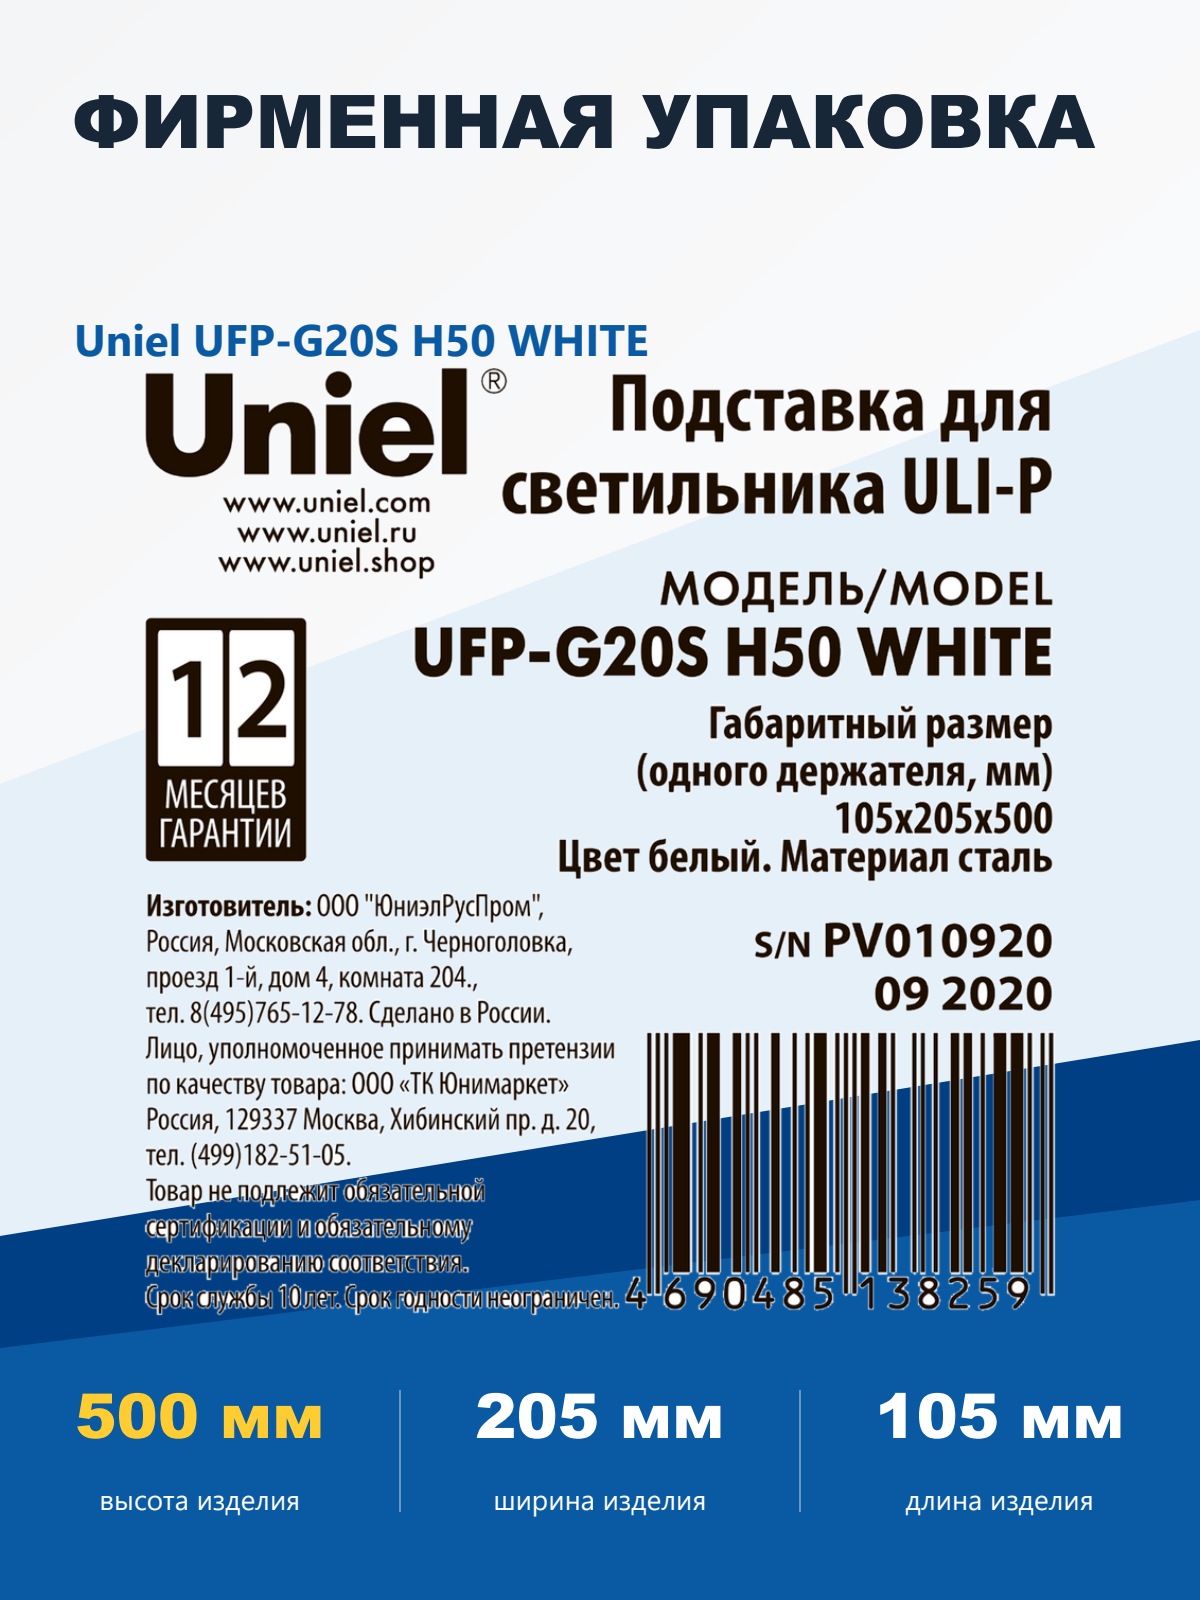 ФИРМЕННАЯ УПАКОВКА
Uniel UFP-G20S H50 WHITE
Uniel®
www.uniel.com
www.uniel.ru
www.uniel.shop
Подставка для
светильника ULI-P
МОДЕЛЬ/MODEL
UFP-G20S H50 WHITE
Габаритный размер
(одного держателя, мм)
105х205х500
Цвет белый. Материал сталь
12
МЕСЯЦЕВ
ГАРАНТИИ
Изготовитель: ООО "ЮниэлРусПром",
Россия, Московская обл., г. Черноголовка,
проезд 1-й, дом 4, комната 204.,
тел. 8(495)765-12-78. Сделано в России.
Лицо, уполномоченное принимать претензии
по качеству товара: ООО «ТК Юнимаркет»
Россия, 129337 Москва, Хибинский пр. д. 20,
тел. (499)182-51-05.
Товар не подлежит обязательной
сертификации и обязательному
декларированию соответствия.
Срок службы 10 лет. Срок годности неограничен.
S/N PV010920
09 2020
4 690485 138259
500 мм
высота изделия
205 мм
ширина изделия
105 мм
длина изделия